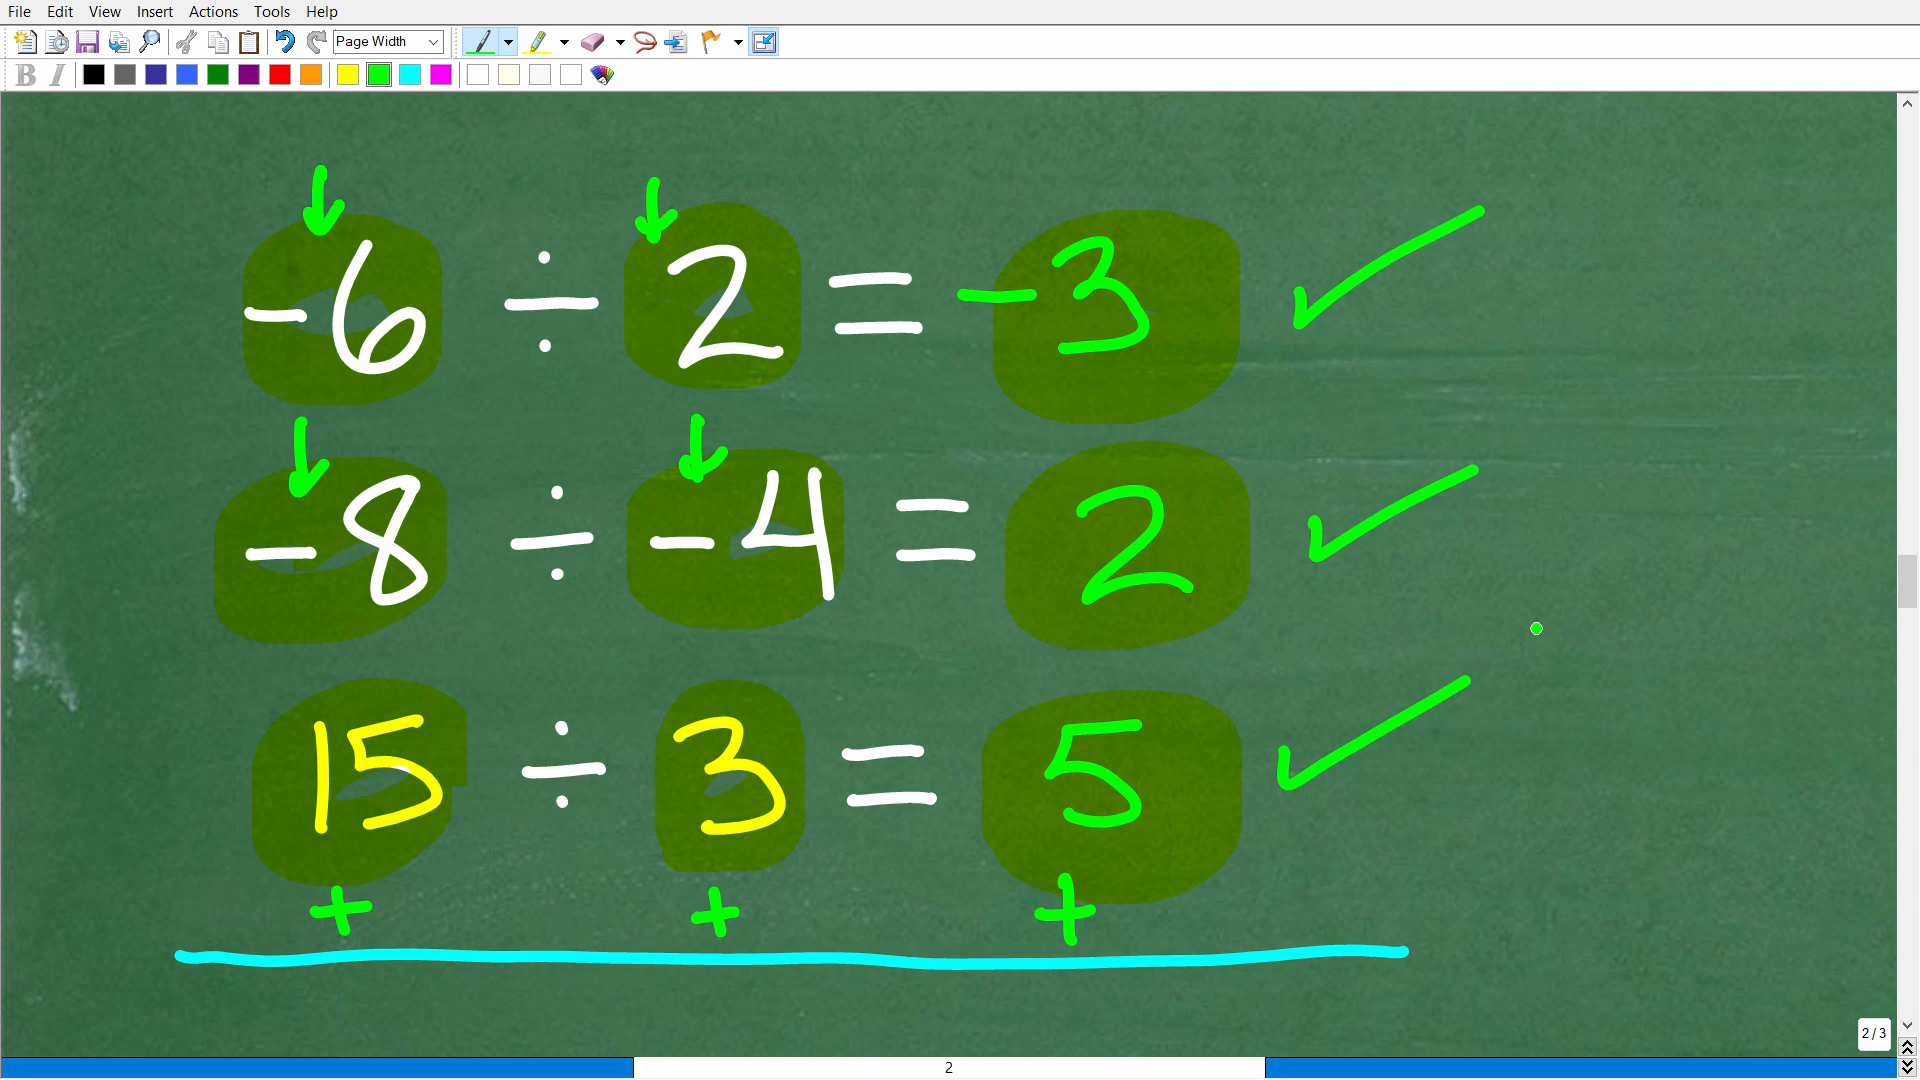 File Edit View Insert Actions Tools Help
Page Width
B I
-6 ÷ 2 = -3 ✓
-8 ÷ -4 = 2 ✓
15 ÷ 3 = 5 ✓
+ + +
2 / 3
2